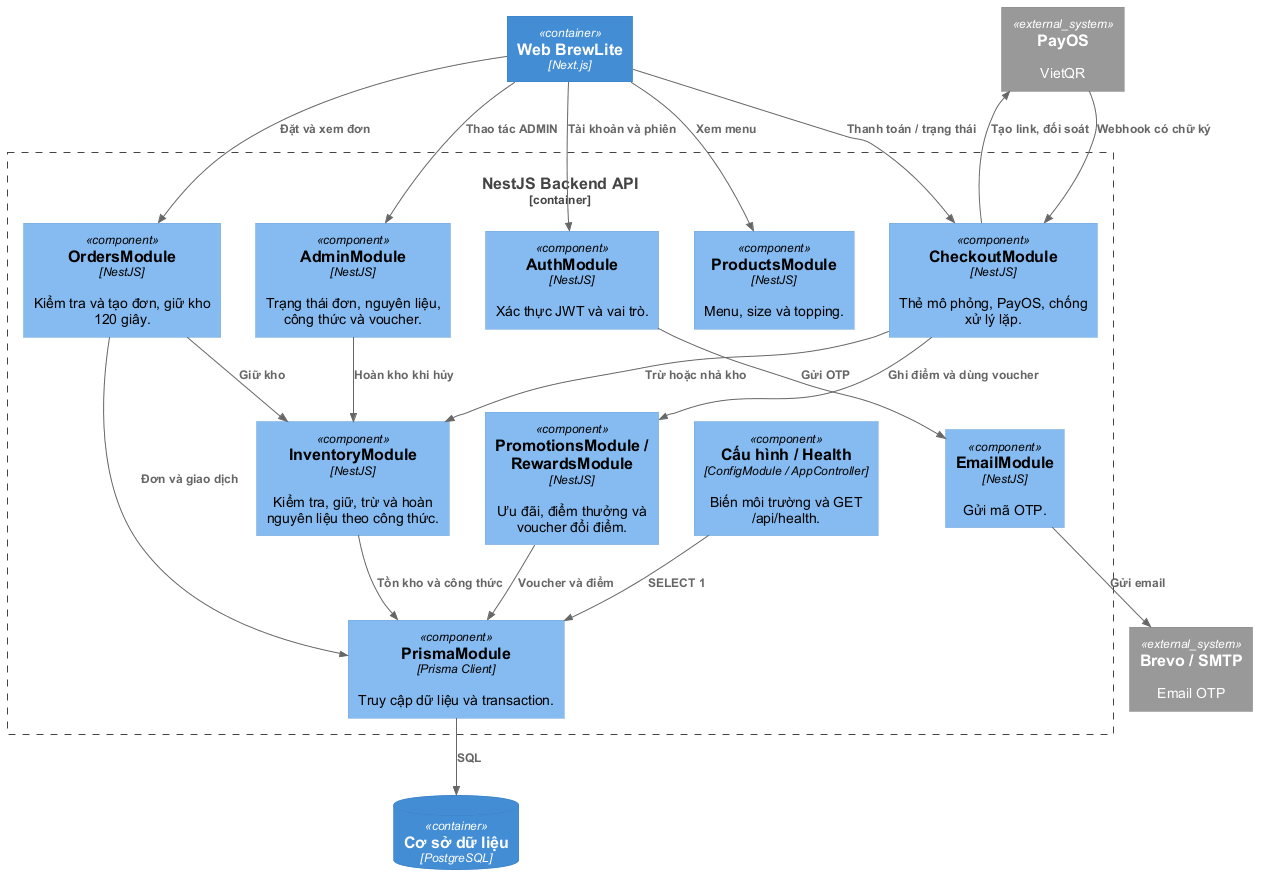 «container»
Web BrewLite
[Next.js]
«external_system»
PayOS
VietQR
Đặt và xem đơn
Thao tác ADMIN
Tài khoản và phiên
Xem menu
Thanh toán / trạng thái
Tạo link, đối soát
Webhook có chữ ký
NestJS Backend API
[container]
«component»
OrdersModule
[NestJS]
Kiểm tra và tạo đơn, giữ kho
120 giây.
«component»
AdminModule
[NestJS]
Trạng thái đơn, nguyên liệu,
công thức và voucher.
«component»
AuthModule
[NestJS]
Xác thực JWT và vai trò.
«component»
ProductsModule
[NestJS]
Menu, size và topping.
«component»
CheckoutModule
[NestJS]
Thẻ mô phỏng, PayOS, chống
xử lý lặp.
Giữ kho
Hoàn kho khi hủy
Trừ hoặc nhả kho
Gửi OTP
Ghi điểm và dùng voucher
«component»
InventoryModule
[NestJS]
Kiểm tra, giữ, trừ và hoàn
nguyên liệu theo công thức.
«component»
PromotionsModule /
RewardsModule
[NestJS]
Ưu đãi, điểm thưởng và
voucher đổi điểm.
«component»
Cấu hình / Health
[ConfigModule / AppController]
Biến môi trường và GET
/api/health.
«component»
EmailModule
[NestJS]
Gửi mã OTP.
Đơn và giao dịch
Tồn kho và công thức
Voucher và điểm
SELECT 1
Gửi email
«component»
PrismaModule
[Prisma Client]
Truy cập dữ liệu và transaction.
«external_system»
Brevo / SMTP
Email OTP
SQL
«container»
Cơ sở dữ liệu
[PostgreSQL]